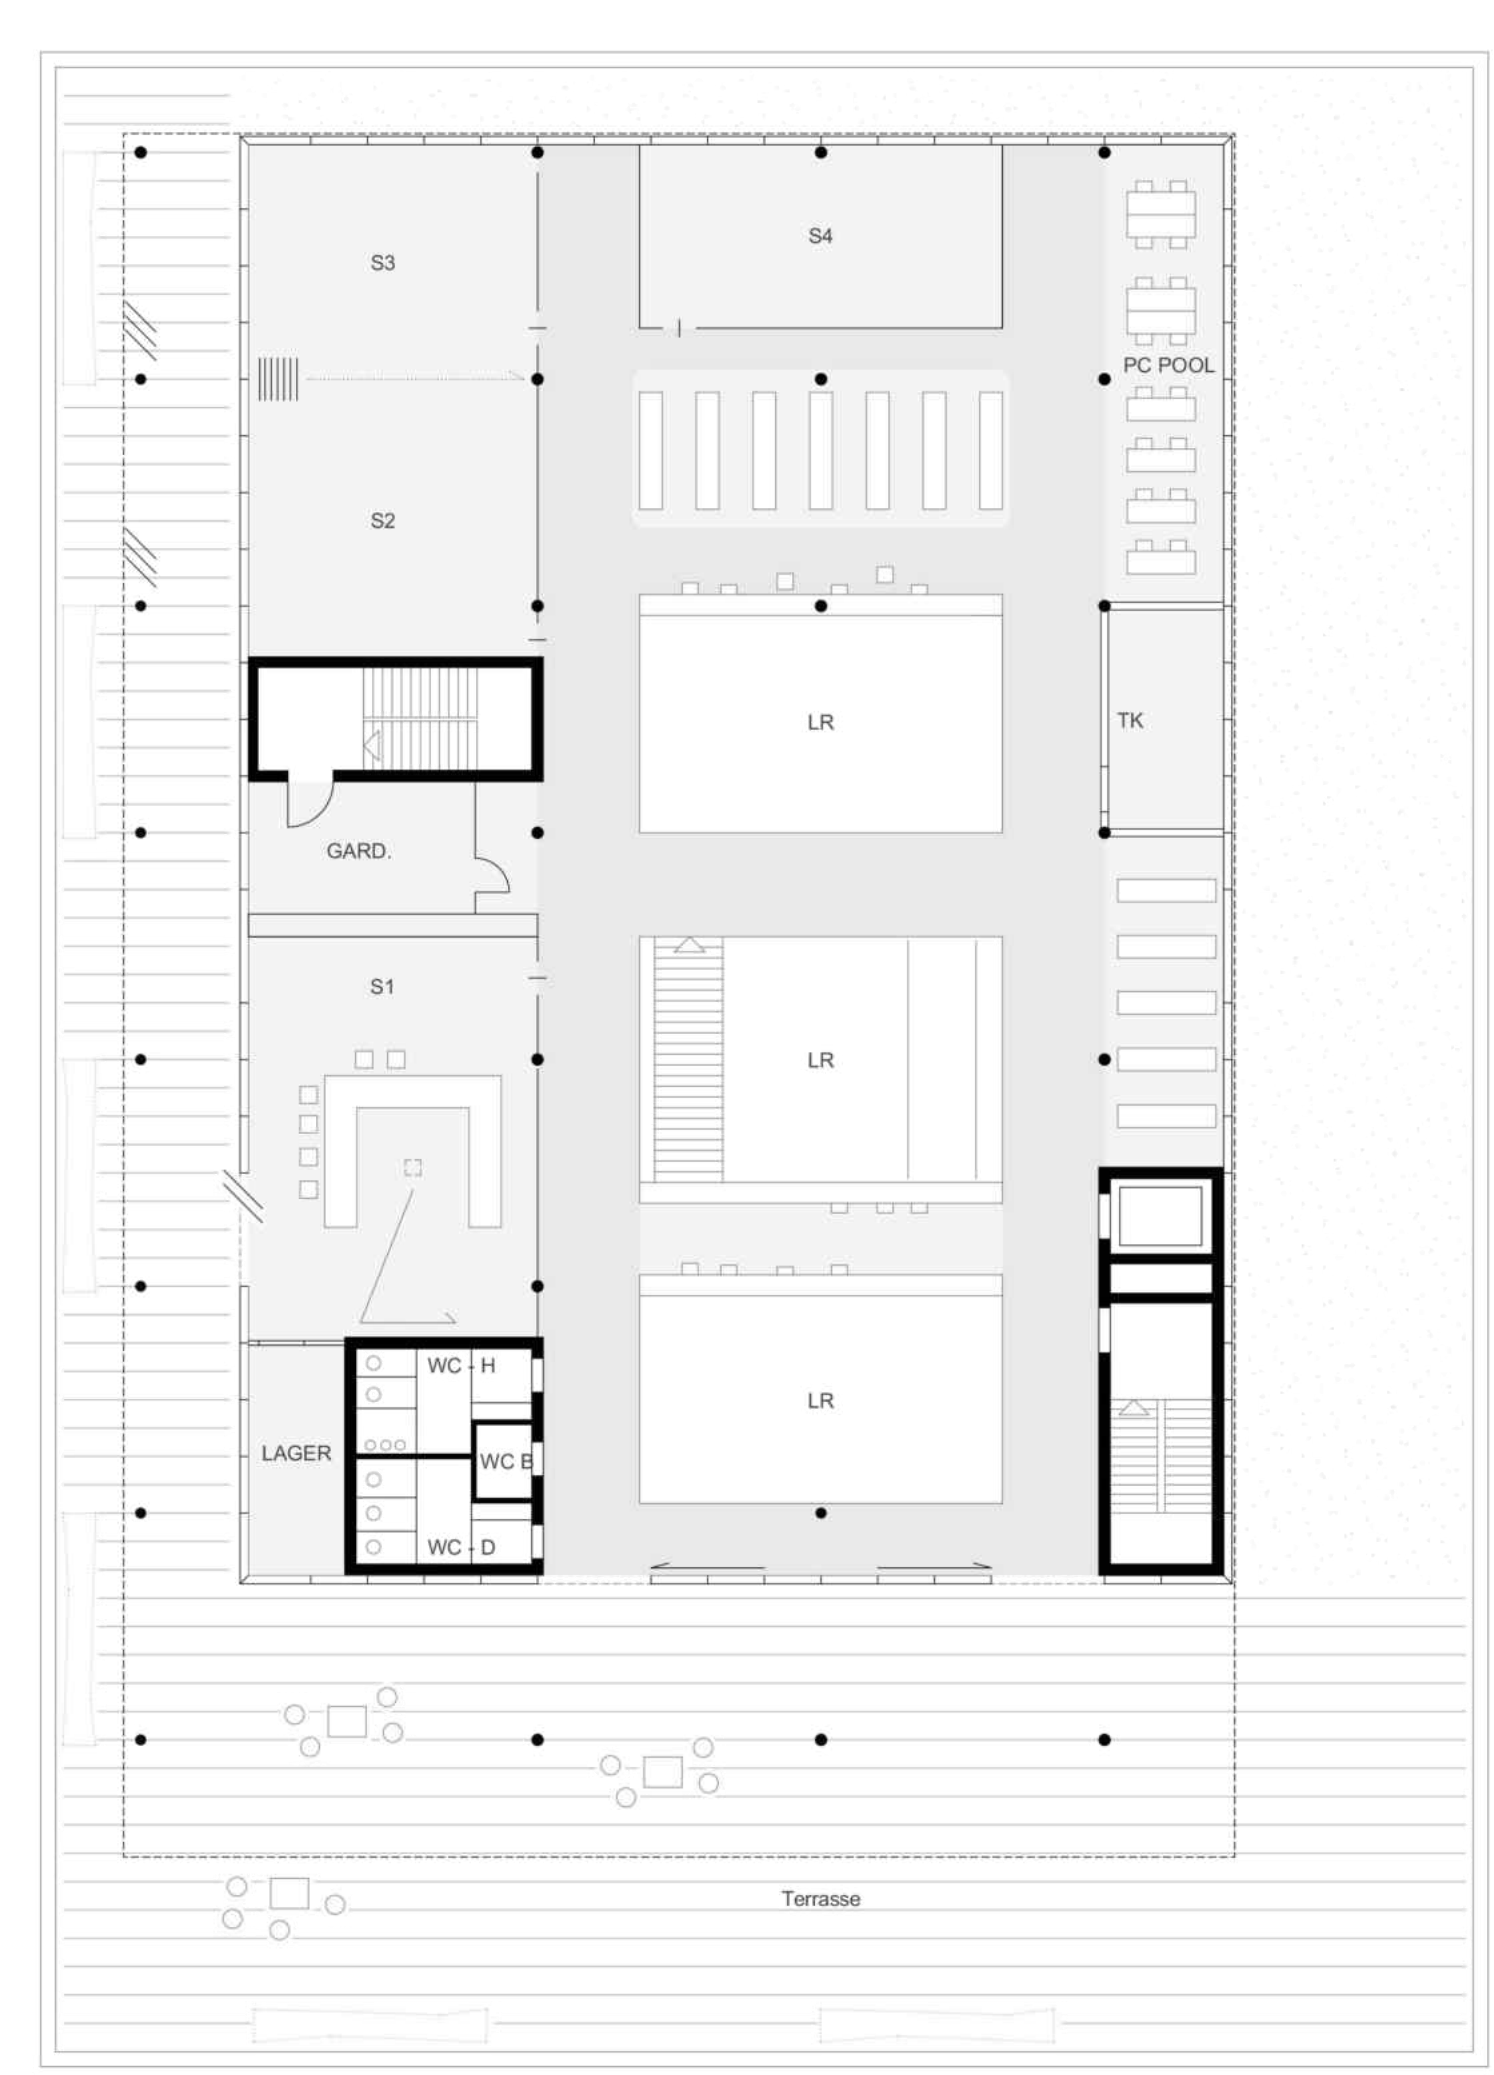 S4
S3
PC POOL
S2
TK
LR
GARD.
S1
LR
WC - H
LR
LAGER
WC B
WC - D
Terrasse